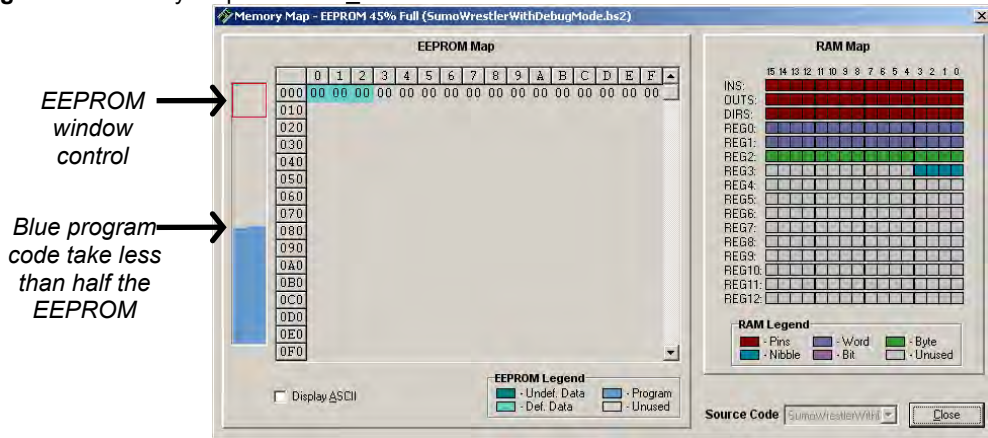 Memory Map - EEPROM 45% Full (SumoWrestlerWithDebugMode.bs2)
EEPROM Map
0 1 2 3 4 5 6 7 8 9 A B C D E F
000 00 00 00 00 00 00 00 00 00 00 00 00 00 00 00 00
010
020
030
040
050
060
070
080
090
0A0
0B0
0C0
0D0
0E0
0F0
EEPROM
window
control
Blue program
code take less
than half the
EEPROM
Display ASCII
EEPROM Legend
- Undef. Data
- Program
- Def. Data
- Unused
RAM Map
15 14 13 12 11 10 9 8 7 6 5 4 3 2 1 0
INS:
OUTS:
DIRS:
REG0:
REG1:
REG2:
REG3:
REG4:
REG5:
REG6:
REG7:
REG8:
REG9:
REG10:
REG11:
REG12:
RAM Legend
- Pins
- Word
- Byte
- Nibble
- Bit
- Unused
Source Code
Close